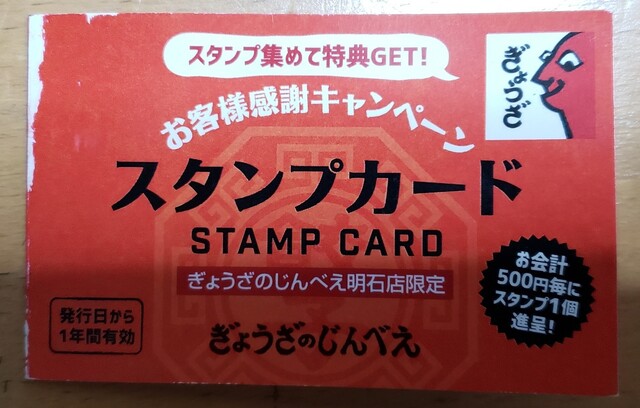 スタンプ集めて特典GET!
お客様感謝キャンペーン
ぎょうざ
スタンプカード
STAMP CARD
ぎょうざのじんべえ明石店限定
お会計
500円毎に
スタンプ1個
進呈!
発行日から
1年間有効
ぎょうざのじんべえ